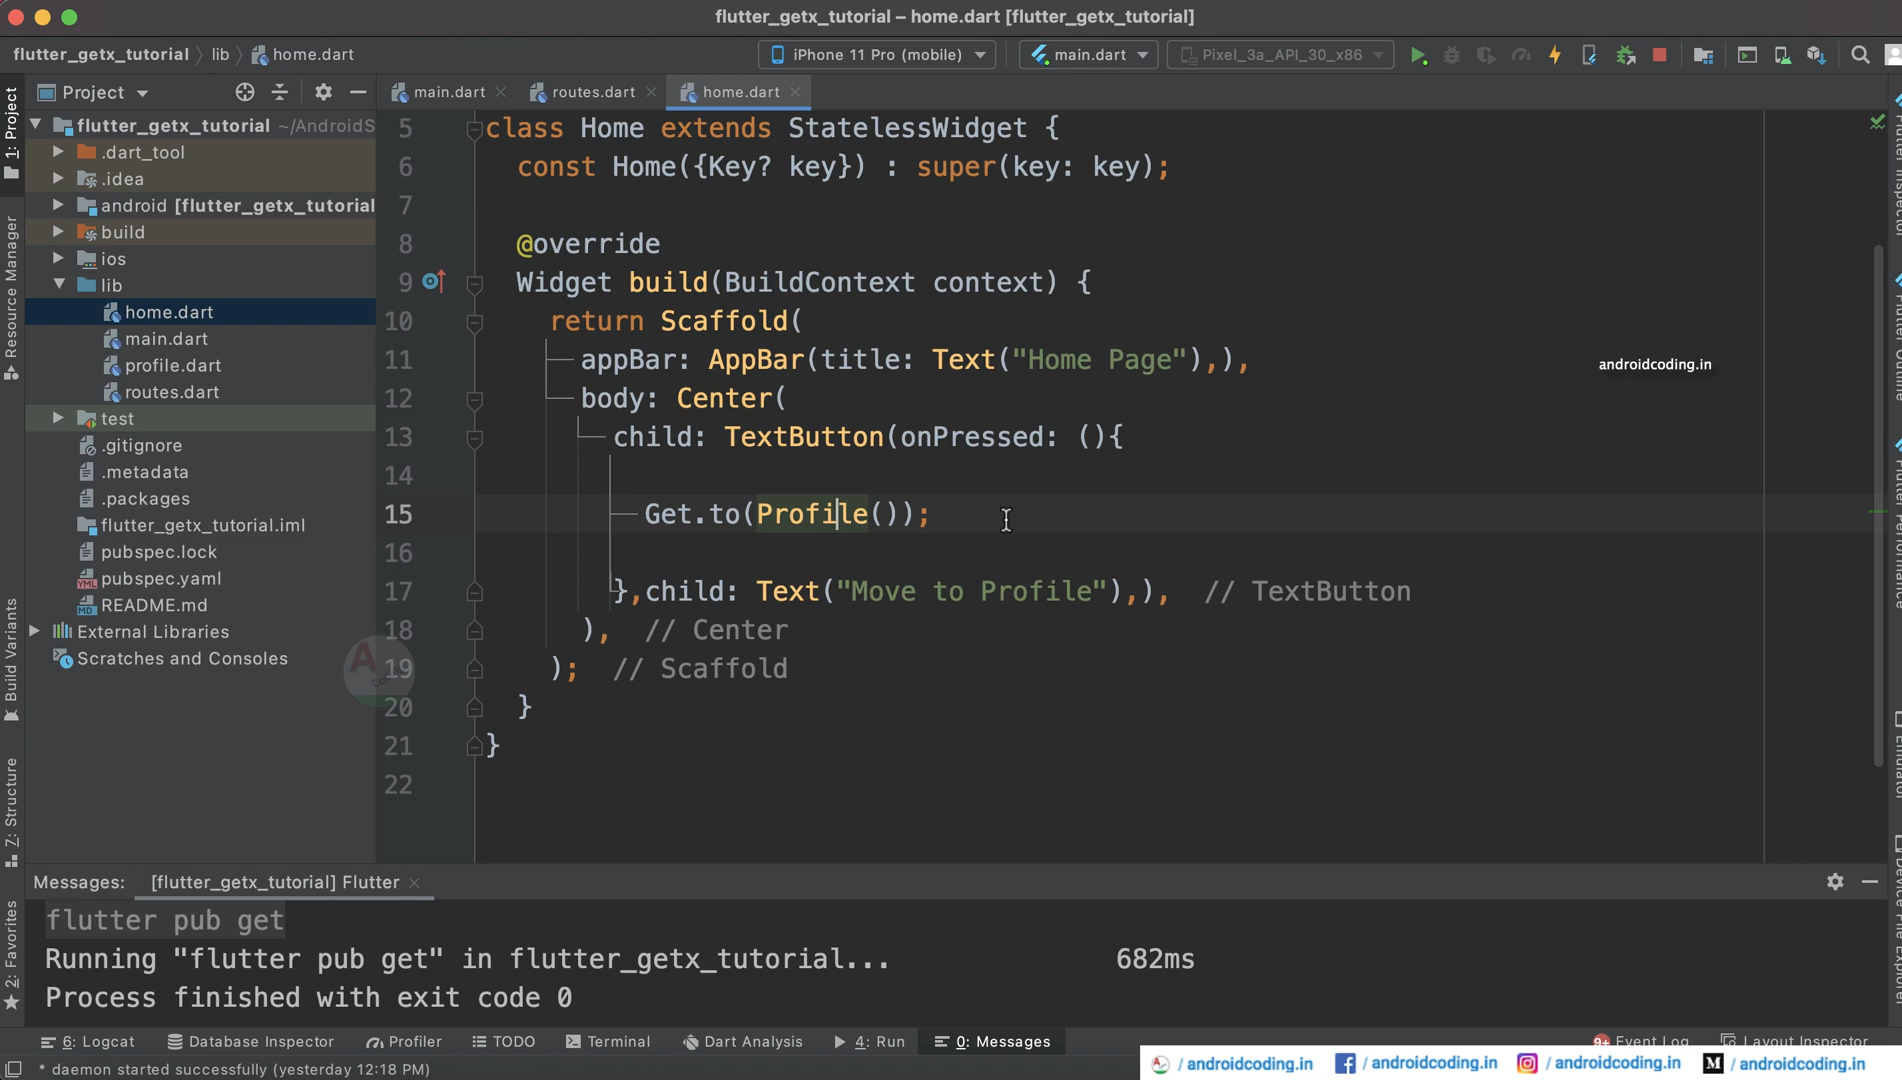 flutter_getx_tutorial – home.dart [flutter_getx_tutorial]
flutter_getx_tutorial
lib
home.dart
iPhone 11 Pro (mobile)
main.dart
Pixel_3a_API_30_x86
1: Project
Resource Manager
Build Variants
7: Structure
2: Favorites
Project
flutter_getx_tutorial ~/AndroidS
.dart_tool
.idea
android [flutter_getx_tutorial
build
ios
lib
home.dart
main.dart
profile.dart
routes.dart
test
.gitignore
.metadata
.packages
flutter_getx_tutorial.iml
pubspec.lock
pubspec.yaml
README.md
External Libraries
Scratches and Consoles
main.dart
routes.dart
home.dart
5 class Home extends StatelessWidget {
6 const Home({Key? key}) : super(key: key);
7
8 @override
9 Widget build(BuildContext context) {
10 return Scaffold(
11 appBar: AppBar(title: Text("Home Page"),),
12 body: Center(
13 child: TextButton(onPressed: (){
14
15 Get.to(Profile());
16
17 },child: Text("Move to Profile"),), // TextButton
18 ), // Center
19 ); // Scaffold
20 }
21 }
22
androidcoding.in
Messages:
[flutter_getx_tutorial] Flutter
flutter pub get
Running "flutter pub get" in flutter_getx_tutorial... 682ms
Process finished with exit code 0
6: Logcat
Database Inspector
Profiler
TODO
Terminal
Dart Analysis
4: Run
0: Messages
Event Log
Layout Inspector
* daemon started successfully (yesterday 12:18 PM)
/androidcoding.in
/androidcoding.in
/androidcoding.in
/androidcoding.in